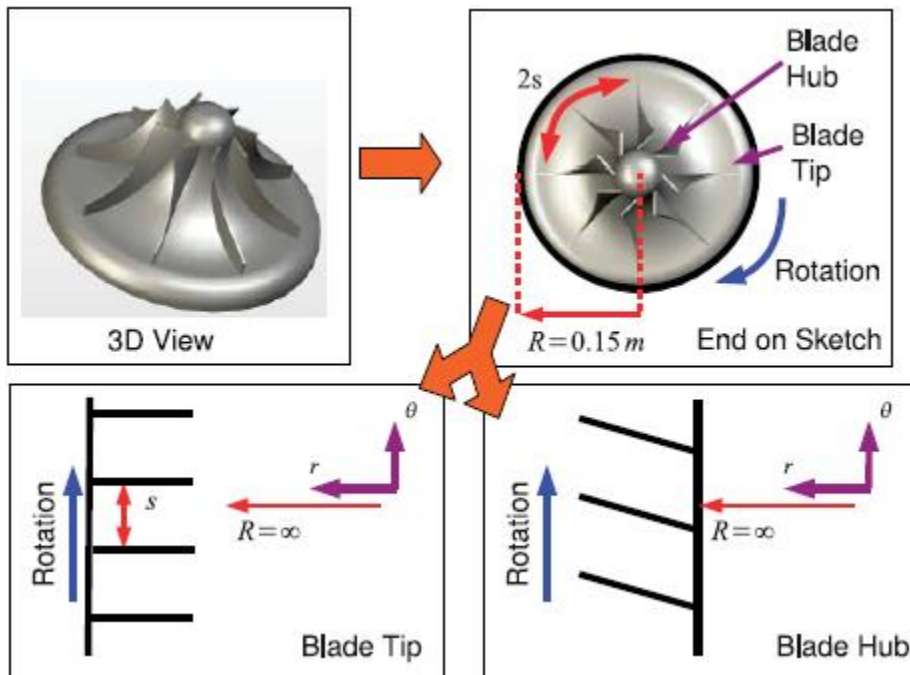 3D View
2s
Blade
Hub
Blade
Tip
Rotation
R=0.15 m
End on Sketch
Rotation
s
θ
r
R=∞
Blade Tip
Rotation
θ
r
R=∞
Blade Hub